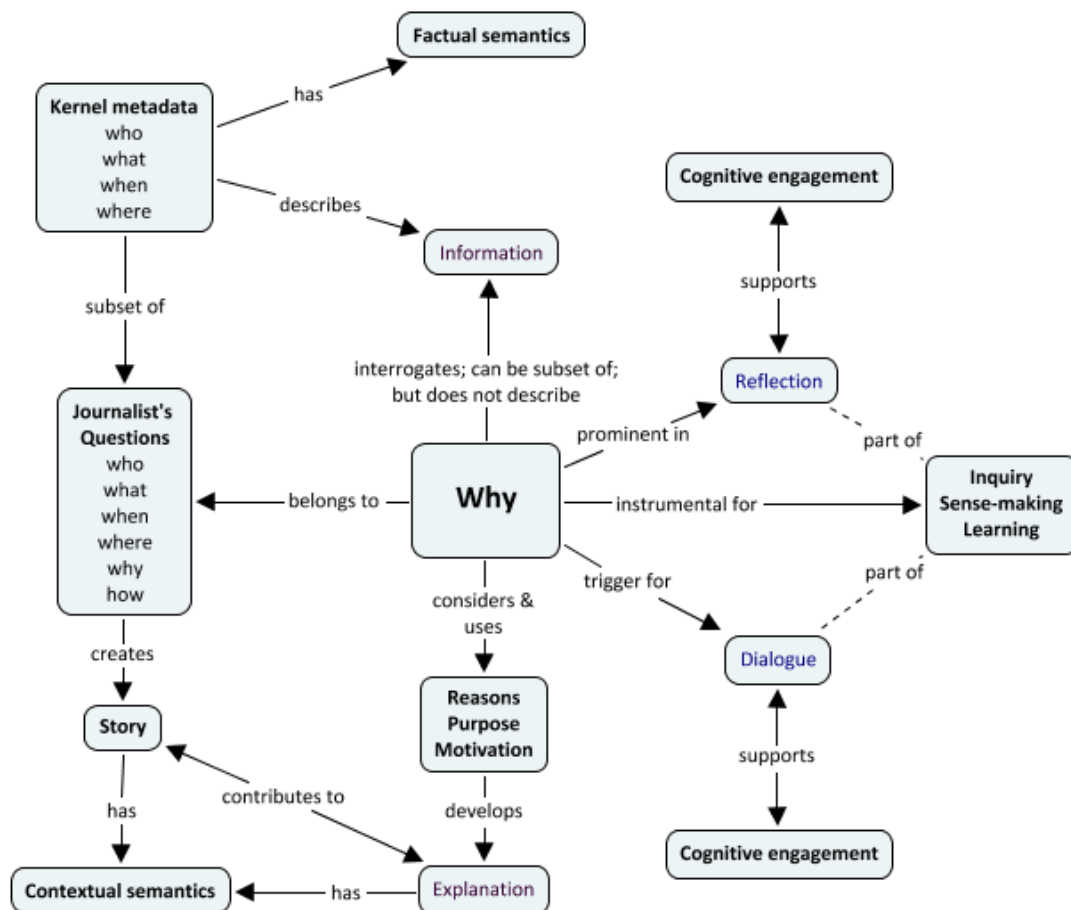 Factual semantics
has
Kernel metadata
who
what
when
where
describes
Information
Cognitive engagement
supports
subset of
interrogates; can be subset of;
but does not describe
Reflection
prominent in
part of
Journalist's
Questions
who
what
when
where
why
how
belongs to
Why
instrumental for
Inquiry
Sense-making
Learning
trigger for
part of
considers &
uses
Dialogue
creates
Reasons
Purpose
Motivation
Story
supports
contributes to
has
develops
Cognitive engagement
Contextual semantics
has
Explanation